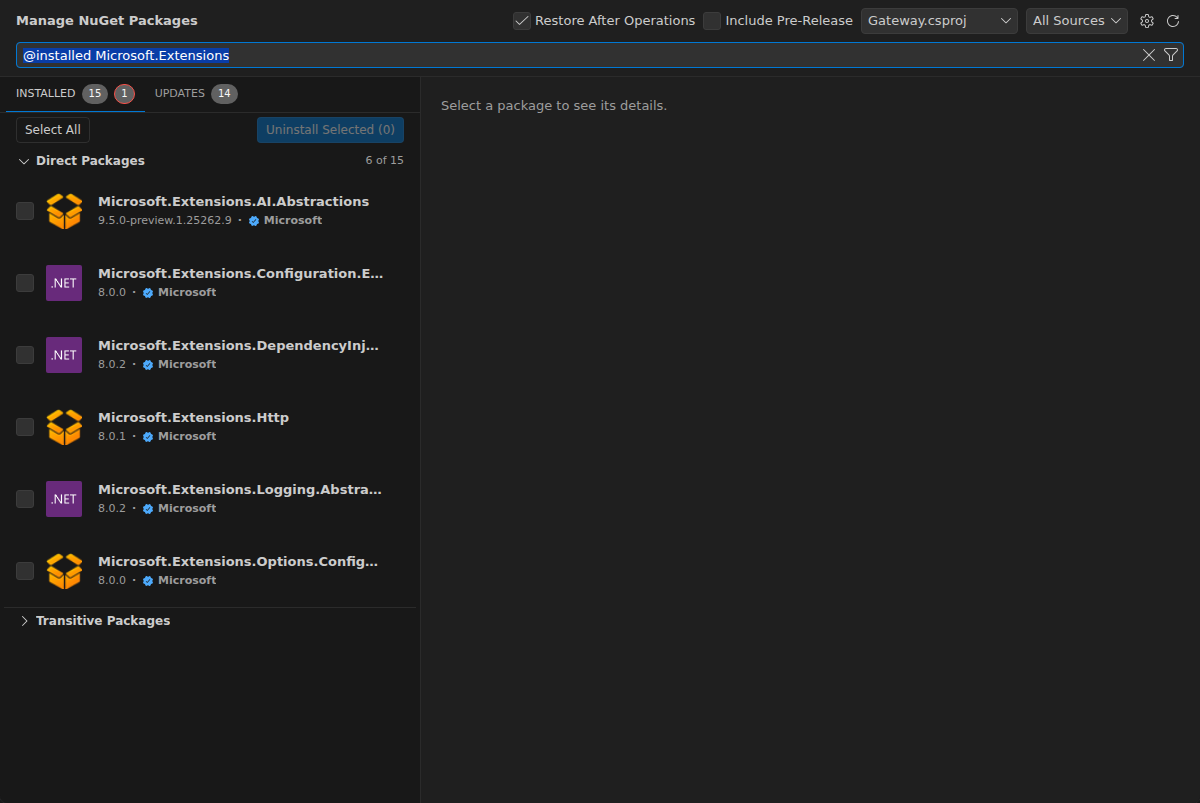 Manage NuGet Packages
Restore After Operations
Include Pre-Release
Gateway.csproj
All Sources
@installed Microsoft.Extensions
INSTALLED 15 1 UPDATES 14
Select All
Uninstall Selected (0)
Direct Packages
6 of 15
Microsoft.Extensions.AI.Abstractions
9.5.0-preview.1.25262.9 · Microsoft
.NET
Microsoft.Extensions.Configuration.E...
8.0.0 · Microsoft
.NET
Microsoft.Extensions.DependencyInj...
8.0.2 · Microsoft
Microsoft.Extensions.Http
8.0.1 · Microsoft
.NET
Microsoft.Extensions.Logging.Abstra...
8.0.2 · Microsoft
Microsoft.Extensions.Options.Config...
8.0.0 · Microsoft
Transitive Packages
Select a package to see its details.